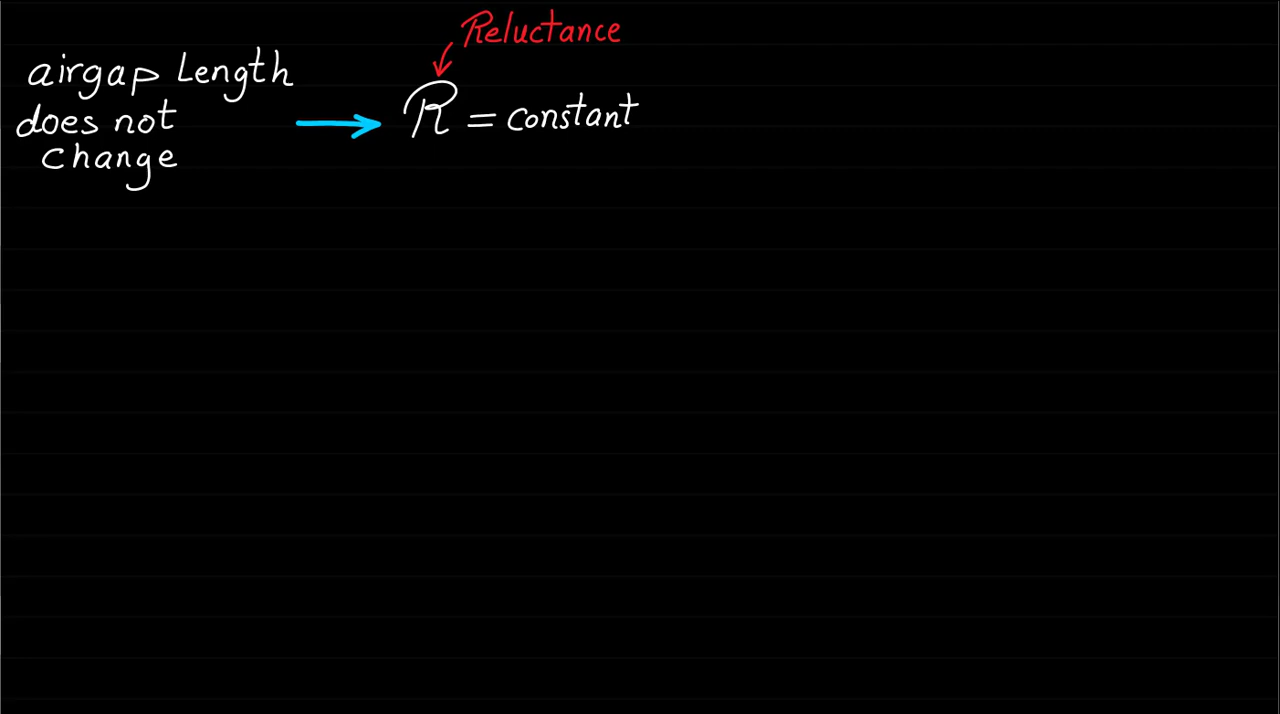 Reluctance
airgap Length
does not
change
R = constant